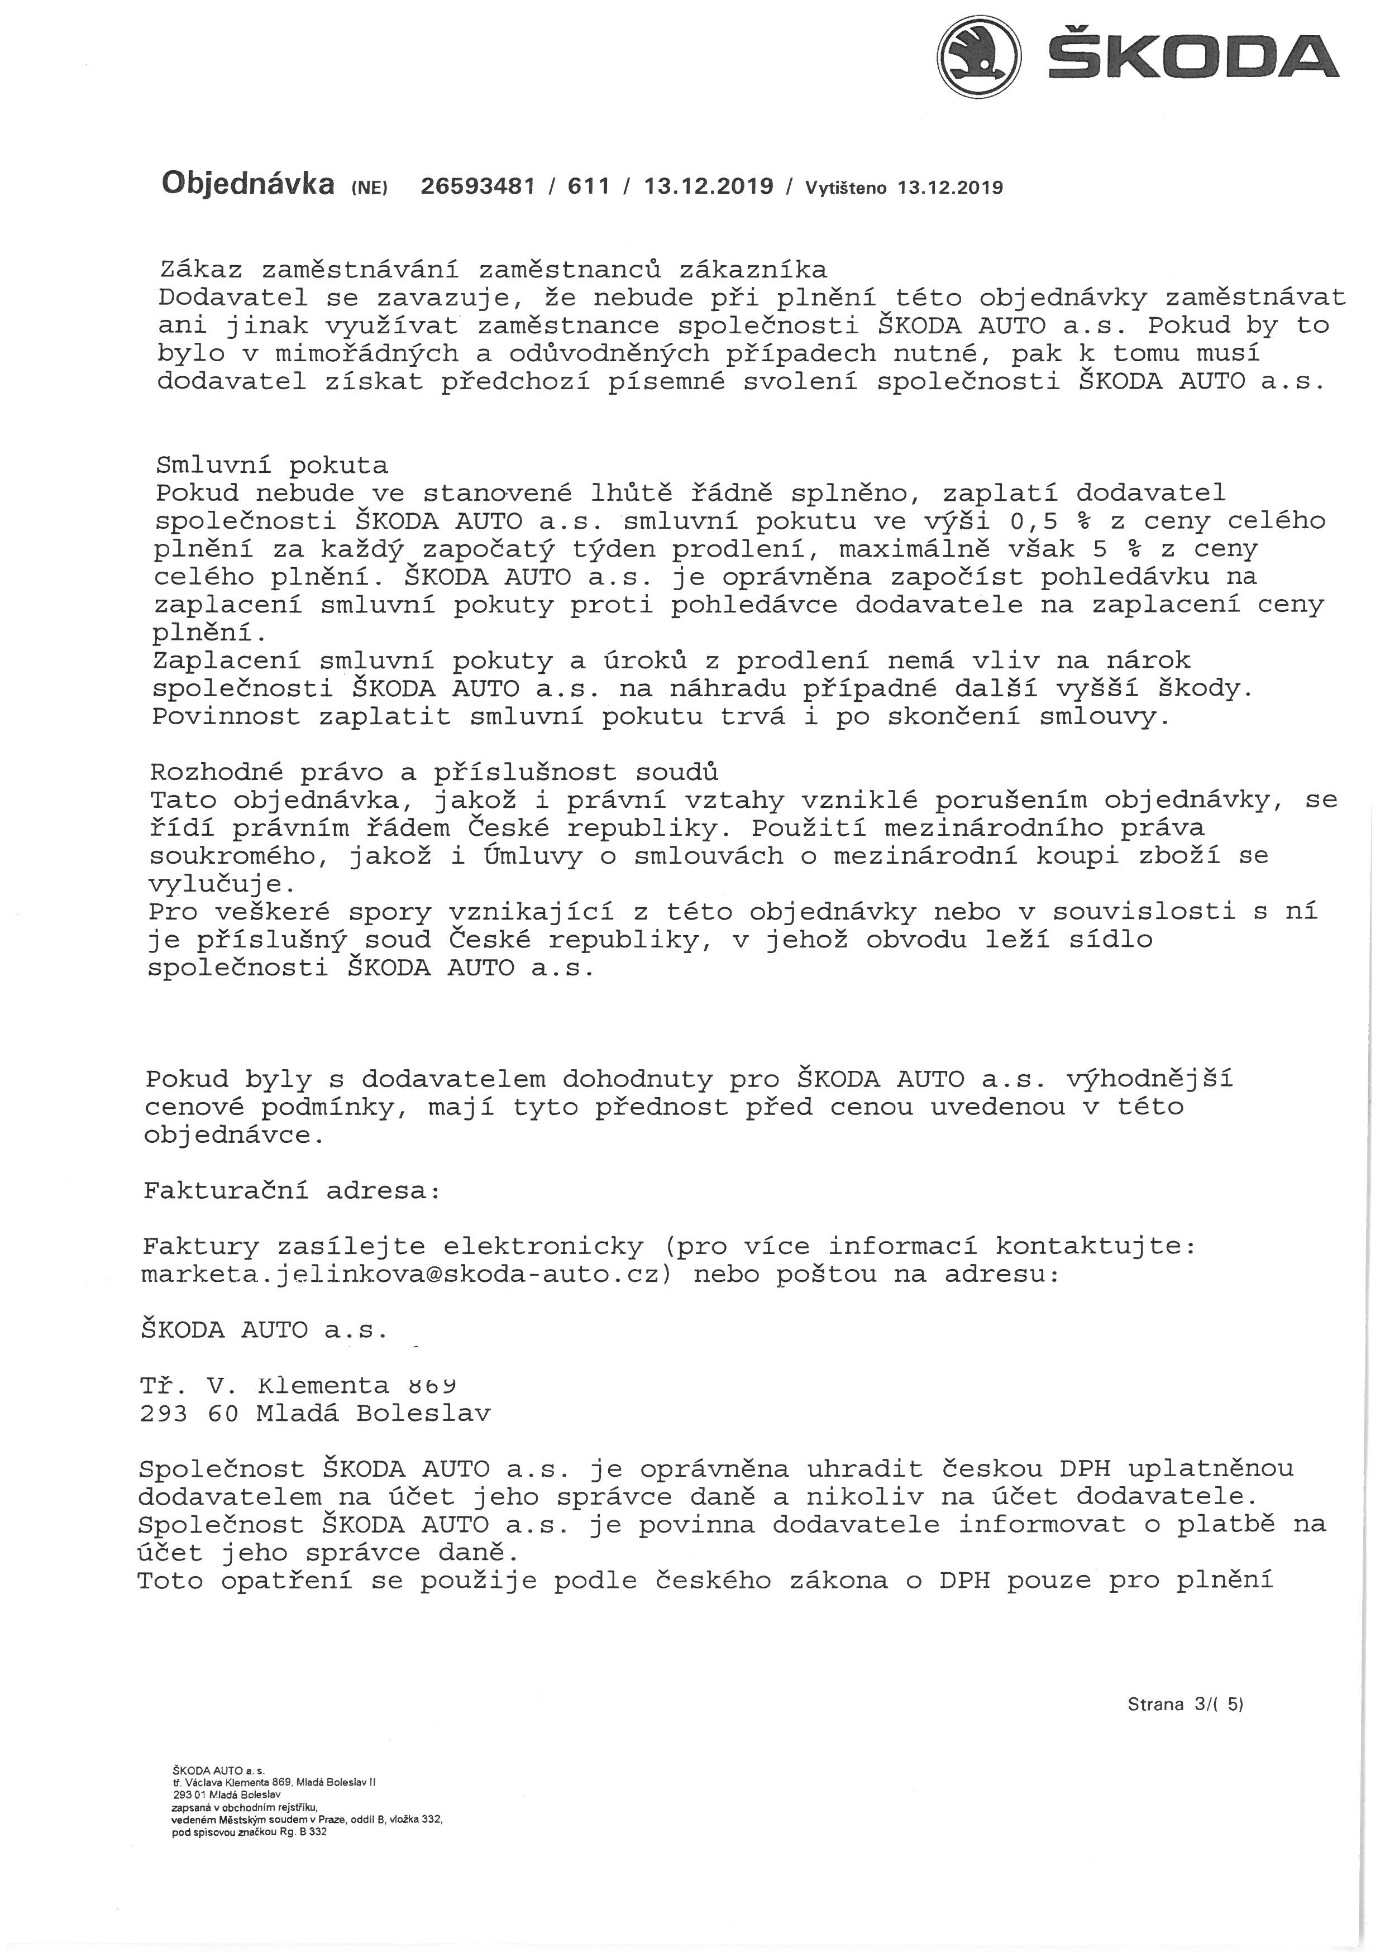 ŠKODA
Objednávka (NE) 26593481 / 611 / 13.12.2019 / Vytištěno 13.12.2019
Zákaz zaměstnávání zaměstnanců zákazníka
Dodavatel se zavazuje, že nebude při plnění této objednávky zaměstnávat
ani jinak využívat zaměstnance společnosti ŠKODA AUTO a.s. Pokud by to
bylo v mimořádných a odůvodněných případech nutné, pak k tomu musí
dodavatel získat předchozí písemné svolení společnosti ŠKODA AUTO a.s.
Smluvní pokuta
Pokud nebude ve stanovené lhůtě řádně splněno, zaplatí dodavatel
společnosti ŠKODA AUTO a.s. smluvní pokutu ve výši 0,5 % z ceny celého
plnění za každý započatý týden prodlení, maximálně však 5 % z ceny
celého plnění. ŠKODA AUTO a.s. je oprávněna započíst pohledávku na
zaplacení smluvní pokuty proti pohledávce dodavatele na zaplacení ceny
plnění.
Zaplacení smluvní pokuty a úroků z prodlení nemá vliv na nárok
společnosti ŠKODA AUTO a.s. na náhradu případné další vyšší škody.
Povinnost zaplatit smluvní pokutu trvá i po skončení smlouvy.
Rozhodné právo a příslušnost soudů
Tato objednávka, jakož i právní vztahy vzniklé porušením objednávky, se
řídí právním řádem České republiky. Použití mezinárodního práva
soukromého, jakož i Úmluvy o smlouvách o mezinárodní koupi zboží se
vylučuje.
Pro veškeré spory vznikající z této objednávky nebo v souvislosti s ní
je příslušný soud České republiky, v jehož obvodu leží sídlo
společnosti ŠKODA AUTO a.s.
Pokud byly s dodavatelem dohodnuty pro ŠKODA AUTO a.s. výhodnější
cenové podmínky, mají tyto přednost před cenou uvedenou v této
objednávce.
Fakturační adresa:
Faktury zasílejte elektronicky (pro více informací kontaktujte:
marketa.jelinkova@skoda-auto.cz) nebo poštou na adresu:
ŠKODA AUTO a.s.
Tř. V. Klementa 869
293 60 Mladá Boleslav
Společnost ŠKODA AUTO a.s. je oprávněna uhradit českou DPH uplatněnou
dodavatelem na účet jeho správce daně a nikoliv na účet dodavatele.
Společnost ŠKODA AUTO a.s. je povinna dodavatele informovat o platbě na
účet jeho správce daně.
Toto opatření se použije podle českého zákona o DPH pouze pro plnění
Strana 3/( 5)
ŠKODA AUTO a. s.
tř. Václava Klementa 869, Mladá Boleslav II
293 01 Mladá Boleslav
zapsaná v obchodním rejstříku,
vedeném Městským soudem v Praze, oddíl B, vložka 332,
pod spisovou značkou Rg. B 332